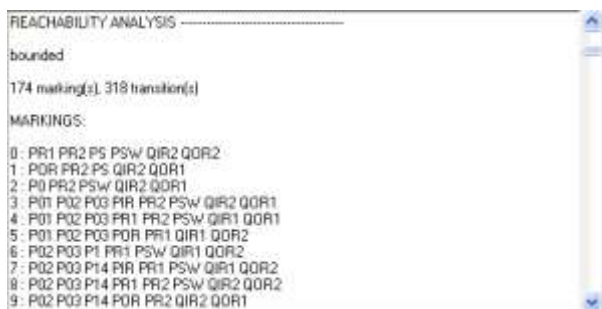 REACHABILITY ANALYSIS ------------------------------------
bounded
174 marking(s), 318 transition(s)
MARKINGS:
0 : PR1 PR2 PS PSW QIR2 QOR2
1 : POR PR2 PS QIR2 QOR1
2 : P0 PR2 PSW QIR2 QOR1
3 : P01 P02 P03 PIR PR2 PSW QIR2 QOR1
4 : P01 P02 P03 PR1 PR2 PSW QIR1 QOR1
5 : P01 P02 P03 POR PR1 QIR1 QOR2
6 : P02 P03 P1 PR1 PSW QIR1 QOR2
7 : P02 P03 P14 PIR PR1 PSW QIR1 QOR2
8 : P02 P03 P14 PR1 PR2 PSW QIR2 QOR2
9 : P02 P03 P14 POR PR2 QIR2 QOR1